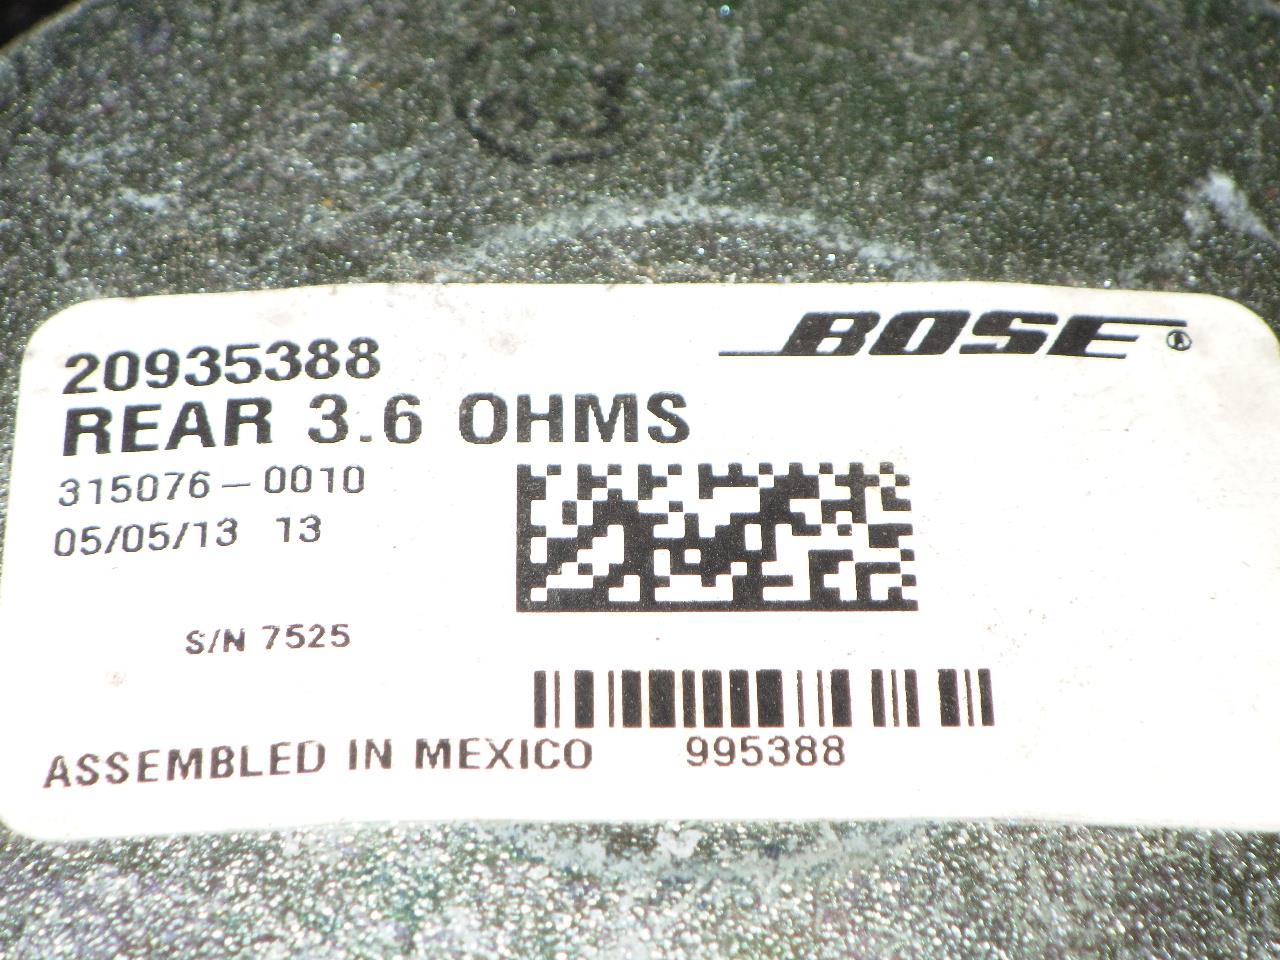 BOSE®
20935388
REAR 3.6 OHMS
315076-0010
05/05/13 13
S/N 7525
ASSEMBLED IN MEXICO 995388